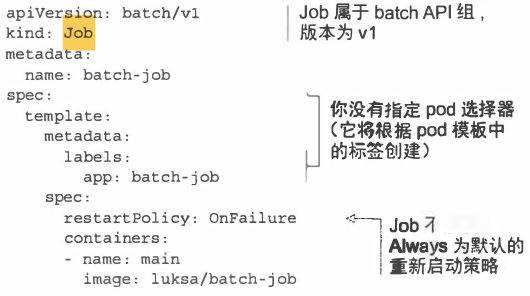 apiVersion: batch/v1
kind: Job
metadata:
  name: batch-job
spec:
  template:
    metadata:
      labels:
        app: batch-job
    spec:
      restartPolicy: OnFailure
      containers:
      - name: main
        image: luksa/batch-job
Job 属于 batch API 组，
版本为 v1
你没有指定 pod 选择器
（它将根据 pod 模板中
的标签创建）
Job
Always 为默认的
重新启动策略